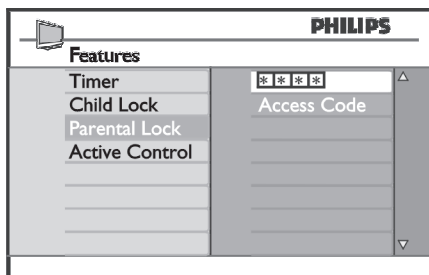 PHILIPS
Features
Timer
Child Lock
Parental Lock
Active Control
****
Access Code